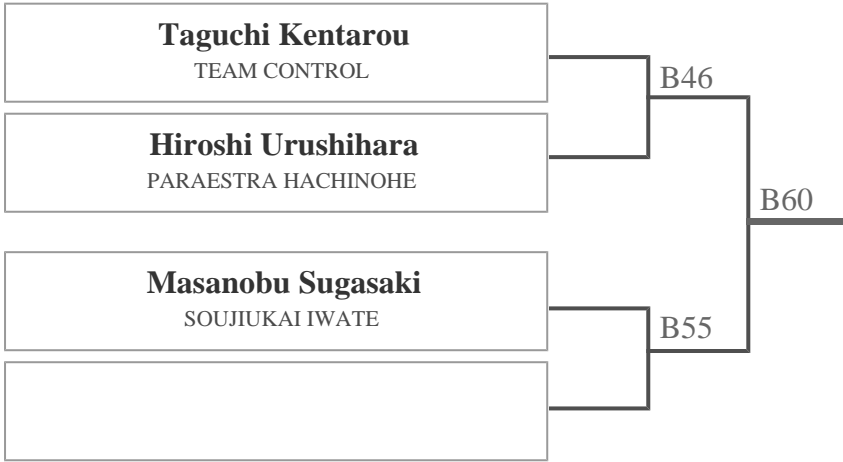 Taguchi Kentarou
TEAM CONTROL
B46
Hiroshi Urushihara
PARAESTRA HACHINOHE
B60
Masanobu Sugasaki
SOUJIUKAI IWATE
B55